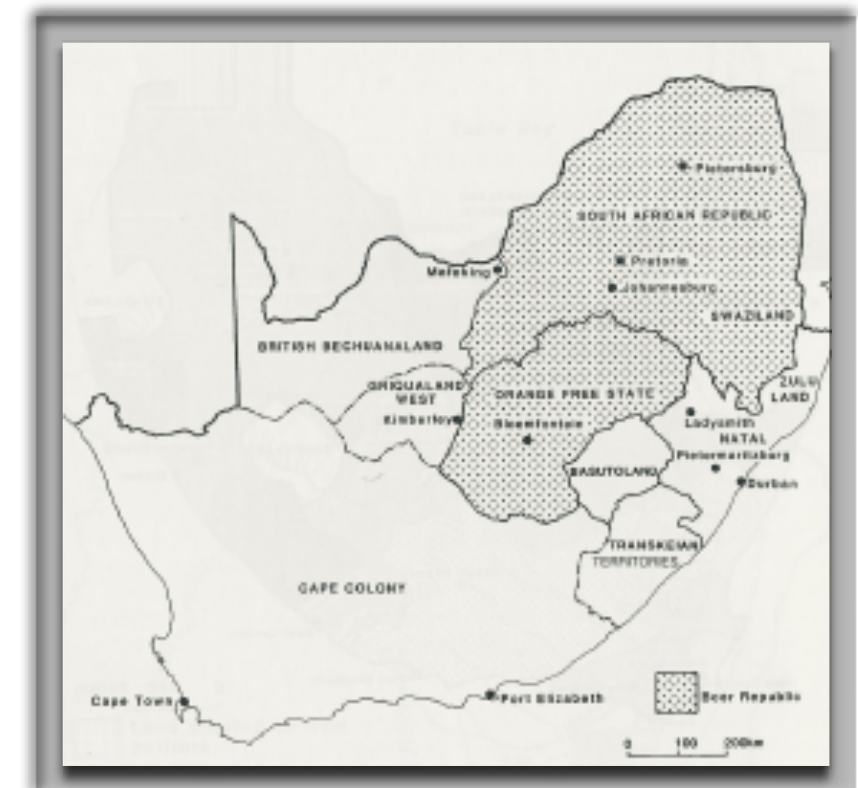 Pietersburg
SOUTH AFRICAN REPUBLIC
Pretoria
Mafeking
Johannesburg
SWAZILAND
BRITISH BECHUANALAND
GRIQUALAND
WEST
ORANGE FREE STATE
ZULU
LAND
Kimberley
Bloemfontein
Ladysmith
NATAL
Pietermaritzburg
BASUTOLAND
Durban
TRANSKEIAN
TERRITORIES
CAPE COLONY
Cape Town
Port Elizabeth
Boer Republic
0 100 200km